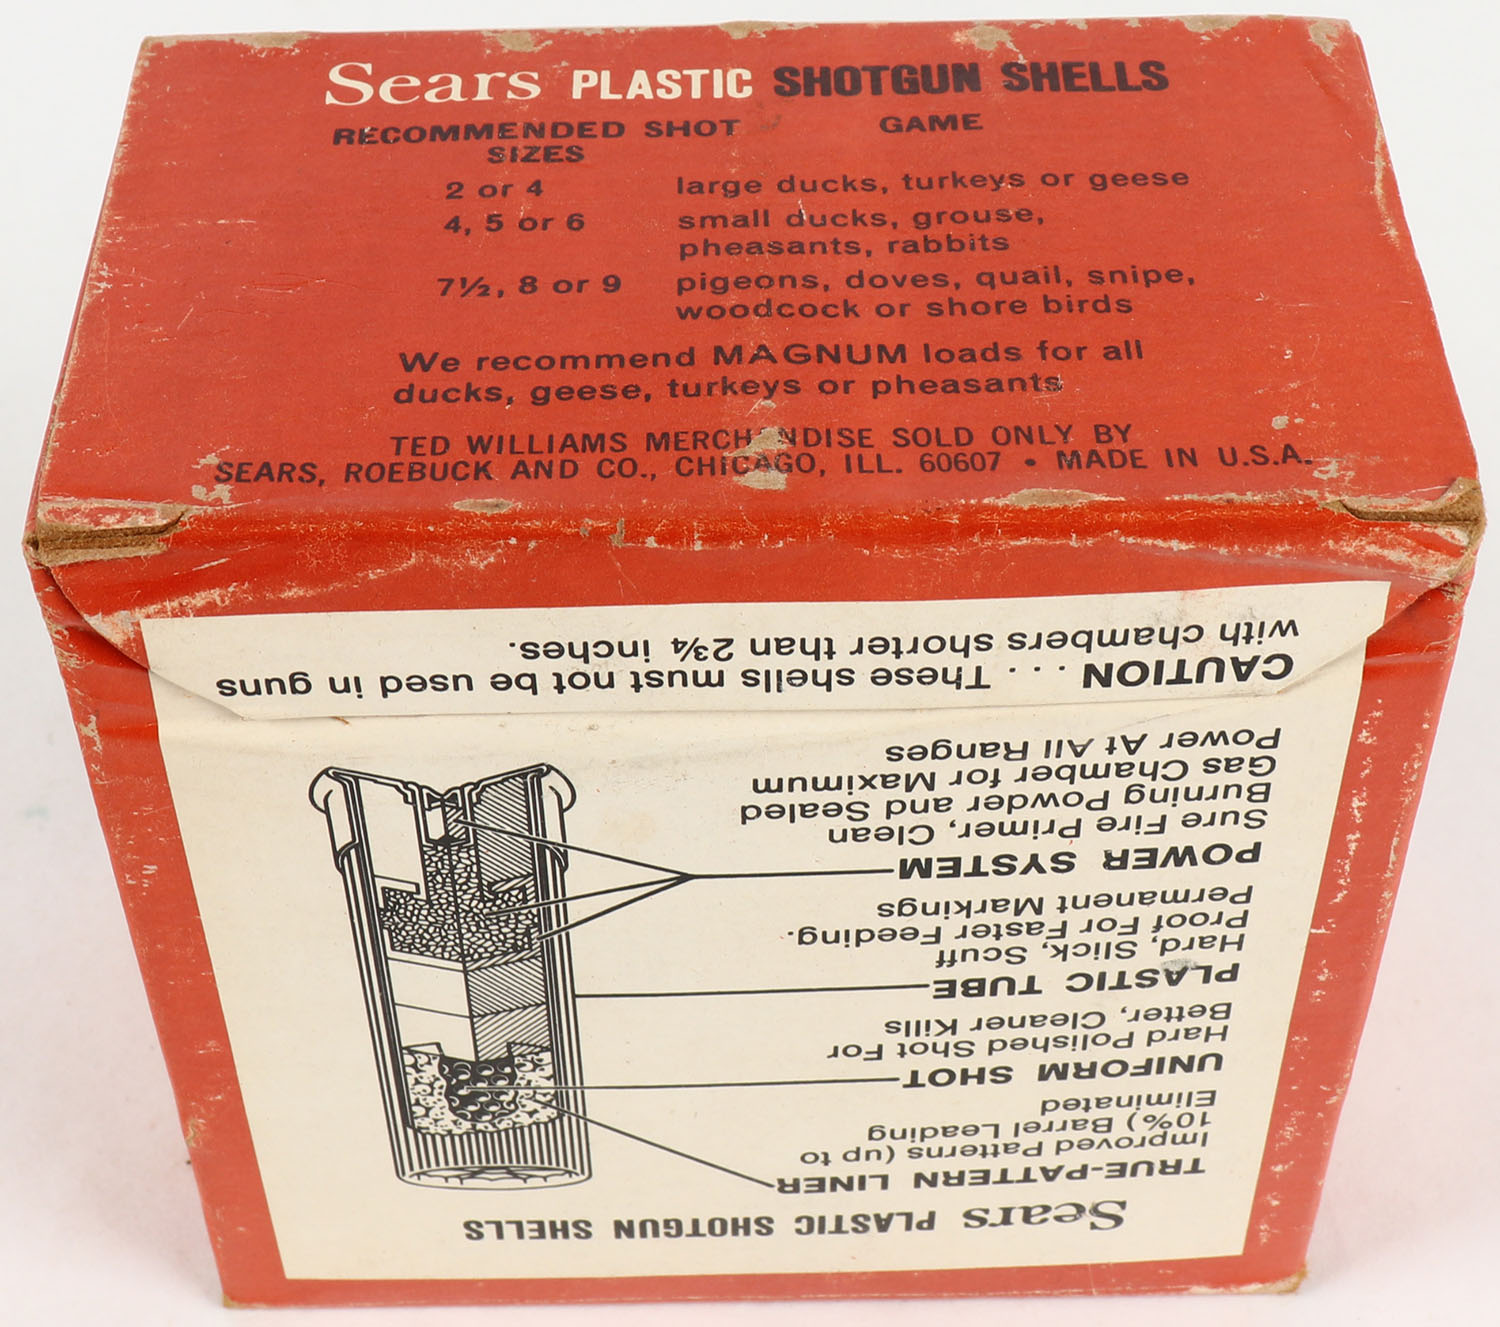 Sears PLASTIC SHOTGUN SHELLS
RECOMMENDED SHOT GAME
SIZES
2 or 4 large ducks, turkeys or geese
4, 5 or 6 small ducks, grouse,
pheasants, rabbits
7½, 8 or 9 pigeons, doves, quail, snipe,
woodcock or shore birds
We recommend MAGNUM loads for all
ducks, geese, turkeys or pheasants
TED WILLIAMS MERCHANDISE SOLD ONLY BY
SEARS, ROEBUCK AND CO., CHICAGO, ILL. 60607 • MADE IN U.S.A.
Sears PLASTIC SHOTGUN SHELLS
TRUE-PATTERN LINER
Improved Patterns (up to
10%) Barrel Leading
Eliminated
UNIFORM SHOT
Hard Polished Shot For
Better, Cleaner Kills
PLASTIC TUBE
Hard, Slick, Scuff
Proof For Faster Feeding.
Permanent Markings
POWER SYSTEM
Sure Fire Primer, Clean
Burning Powder and Sealed
Gas Chamber for Maximum
Power At All Ranges
CAUTION . . . These shells must not be used in guns
with chambers shorter than 2¾ inches.